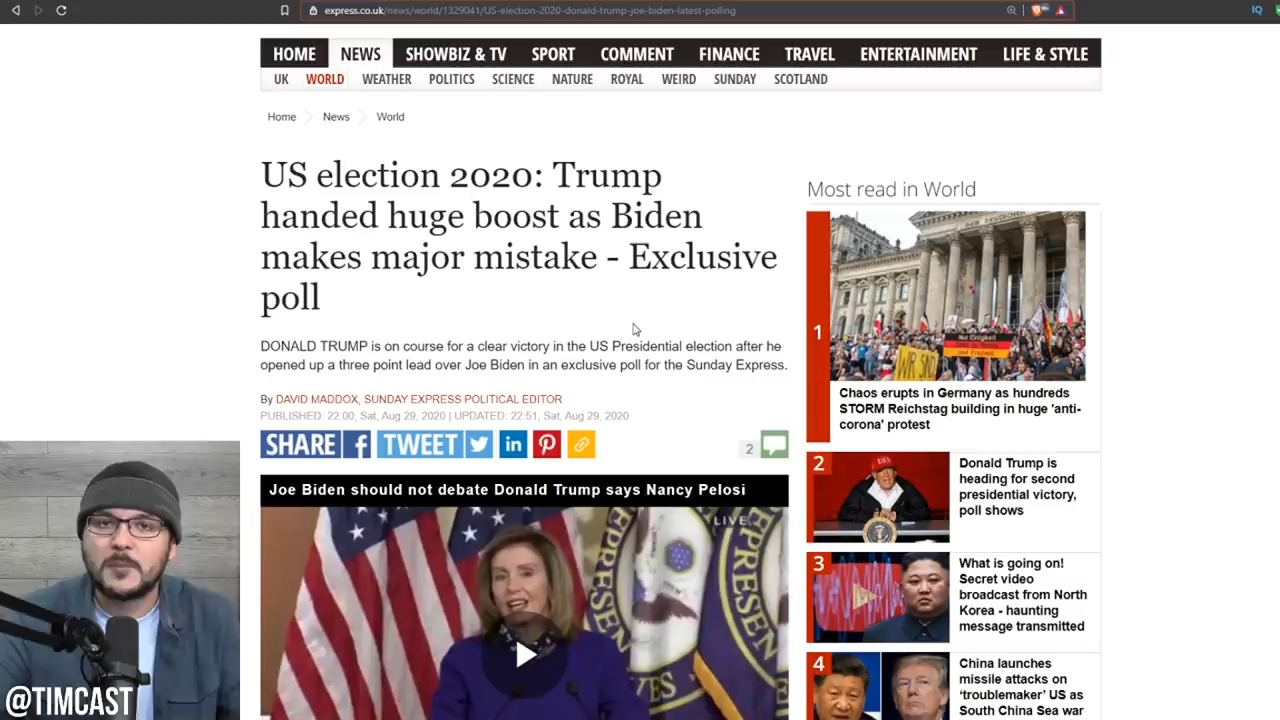 express.co.uk/news/world/1329041/US-election-2020-donald-trump-joe-biden-latest-polling
IQ
HOME NEWS SHOWBIZ & TV SPORT COMMENT FINANCE TRAVEL ENTERTAINMENT LIFE & STYLE
UK WORLD WEATHER POLITICS SCIENCE NATURE ROYAL WEIRD SUNDAY SCOTLAND
Home News World
US election 2020: Trump
handed huge boost as Biden
makes major mistake - Exclusive
poll
DONALD TRUMP is on course for a clear victory in the US Presidential election after he
opened up a three point lead over Joe Biden in an exclusive poll for the Sunday Express.
By DAVID MADDOX, SUNDAY EXPRESS POLITICAL EDITOR
PUBLISHED: 22:00, Sat, Aug 29, 2020 | UPDATED: 22:51, Sat, Aug 29, 2020
SHARE f TWEET in 2
Joe Biden should not debate Donald Trump says Nancy Pelosi
LIVE
Most read in World
1
WIR SIND
Chaos erupts in Germany as hundreds
STORM Reichstag building in huge 'anti-
corona' protest
2
Donald Trump is
heading for second
presidential victory,
poll shows
3
What is going on!
Secret video
broadcast from North
Korea - haunting
message transmitted
4
China launches
missile attacks on
‘troublemaker’ US as
South China Sea war
@TIMCAST